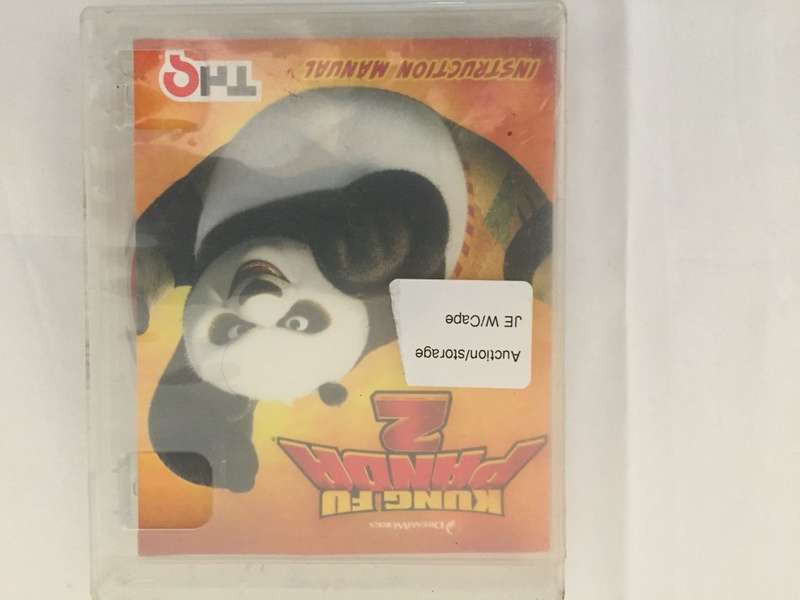 DREAMWORKS
KUNG FU
PANDA
2
Auction/storage
JE W/Cape
INSTRUCTION MANUAL
THQ